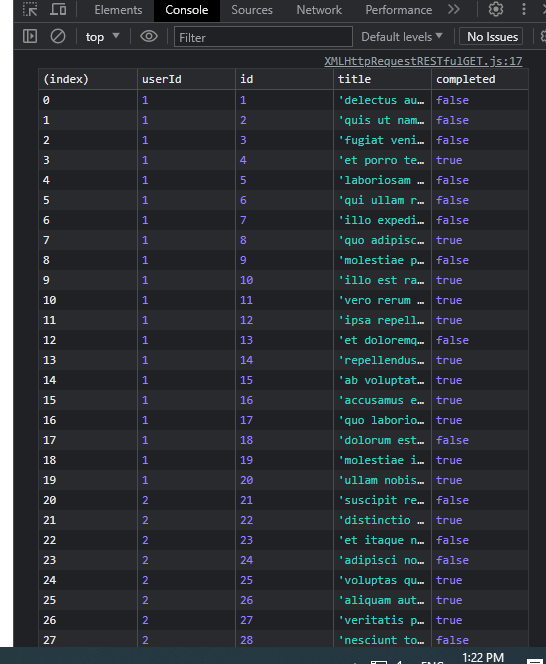 Elements Console Sources Network Performance
top Filter Default levels No Issues
XMLHttpRequestRESTfulGET.js:17
(index) userId id title completed
0 1 1 'delectus au… false
1 1 2 'quis ut nam… false
2 1 3 'fugiat veni… false
3 1 4 'et porro te… true
4 1 5 'laboriosam … false
5 1 6 'qui ullam r… false
6 1 7 'illo expedi… false
7 1 8 'quo adipisc… true
8 1 9 'molestiae p… false
9 1 10 'illo est ra… true
10 1 11 'vero rerum … true
11 1 12 'ipsa repell… true
12 1 13 'et doloremq… false
13 1 14 'repellendus… true
14 1 15 'ab voluptat… true
15 1 16 'accusamus e… true
16 1 17 'quo laborio… true
17 1 18 'dolorum est… false
18 1 19 'molestiae i… true
19 1 20 'ullam nobis… true
20 2 21 'suscipit re… false
21 2 22 'distinctio … true
22 2 23 'et itaque n… false
23 2 24 'adipisci no… false
24 2 25 'voluptas qu… true
25 2 26 'aliquam aut… true
26 2 27 'veritatis p… true
27 2 28 'nesciunt to… false
ENG 1:22 PM